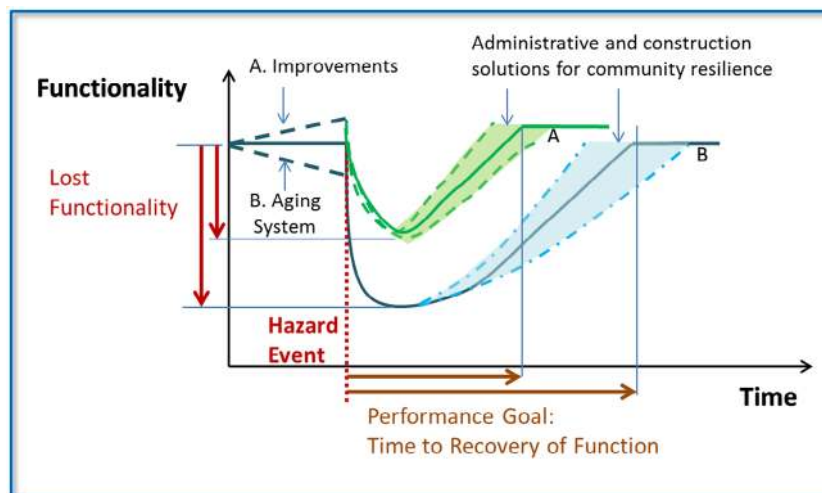 Administrative and construction
solutions for community resilience
A. Improvements
Functionality
A
B
Lost
Functionality
B. Aging
System
Hazard
Event
Time
Performance Goal:
Time to Recovery of Function